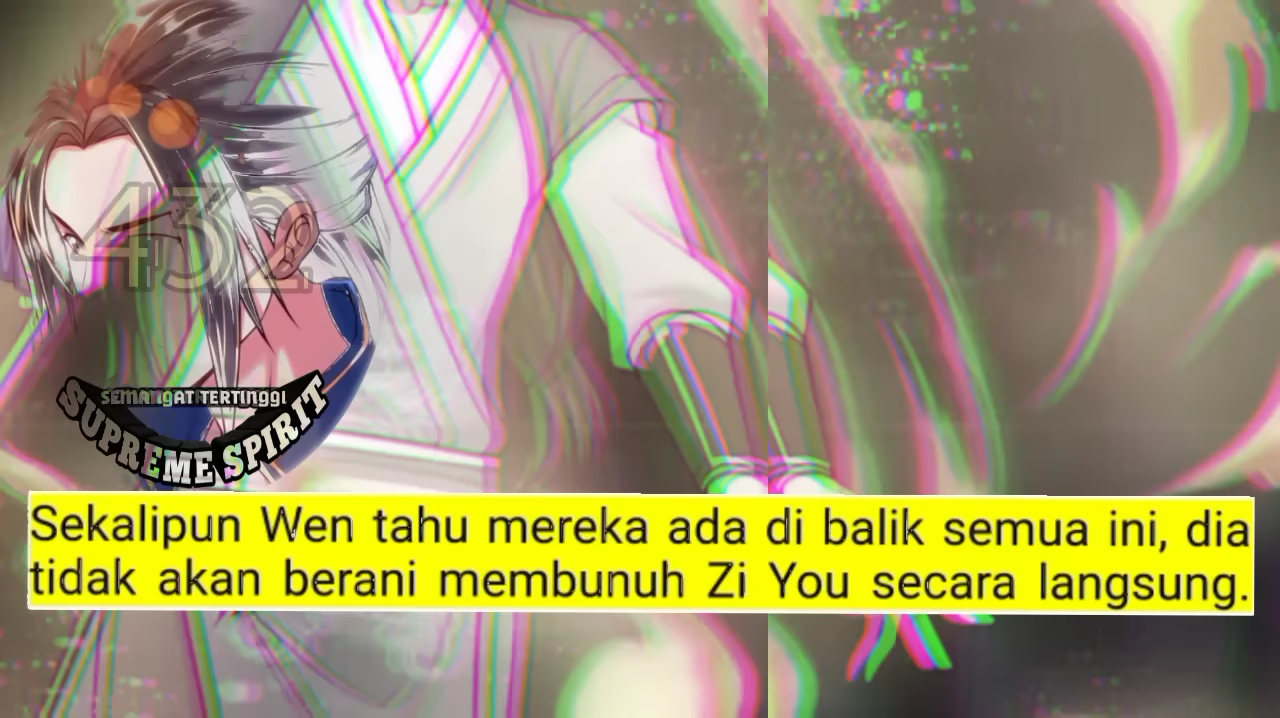 432
SEMANGAT TERTINGGI
SUPREME SPIRIT
Sekalipun Wen tahu mereka ada di balik semua ini, dia
tidak akan berani membunuh Zi You secara langsung.